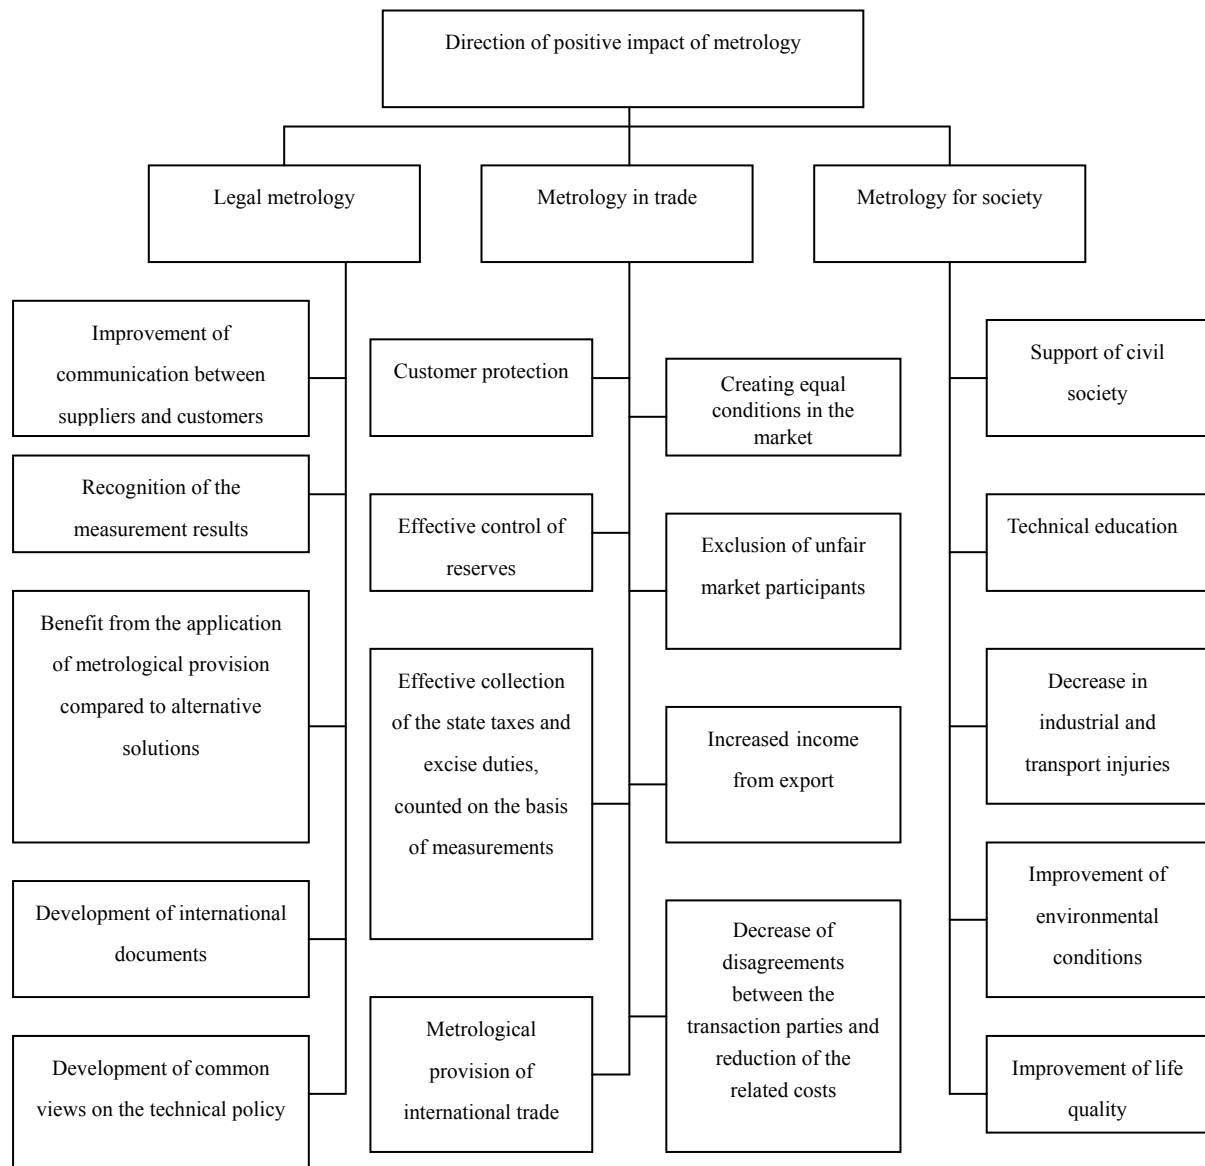 Direction of positive impact of metrology
Legal metrology
Metrology in trade
Metrology for society
Improvement of
communication between
suppliers and customers
Recognition of the
measurement results
Benefit from the application
of metrological provision
compared to alternative
solutions
Development of international
documents
Development of common
views on the technical policy
Customer protection
Effective control of
reserves
Effective collection
of the state taxes and
excise duties,
counted on the basis
of measurements
Metrological
provision of
international trade
Creating equal
conditions in the
market
Exclusion of unfair
market participants
Increased income
from export
Decrease of
disagreements
between the
transaction parties and
reduction of the
related costs
Support of civil
society
Technical education
Decrease in
industrial and
transport injuries
Improvement of
environmental
conditions
Improvement of life
quality